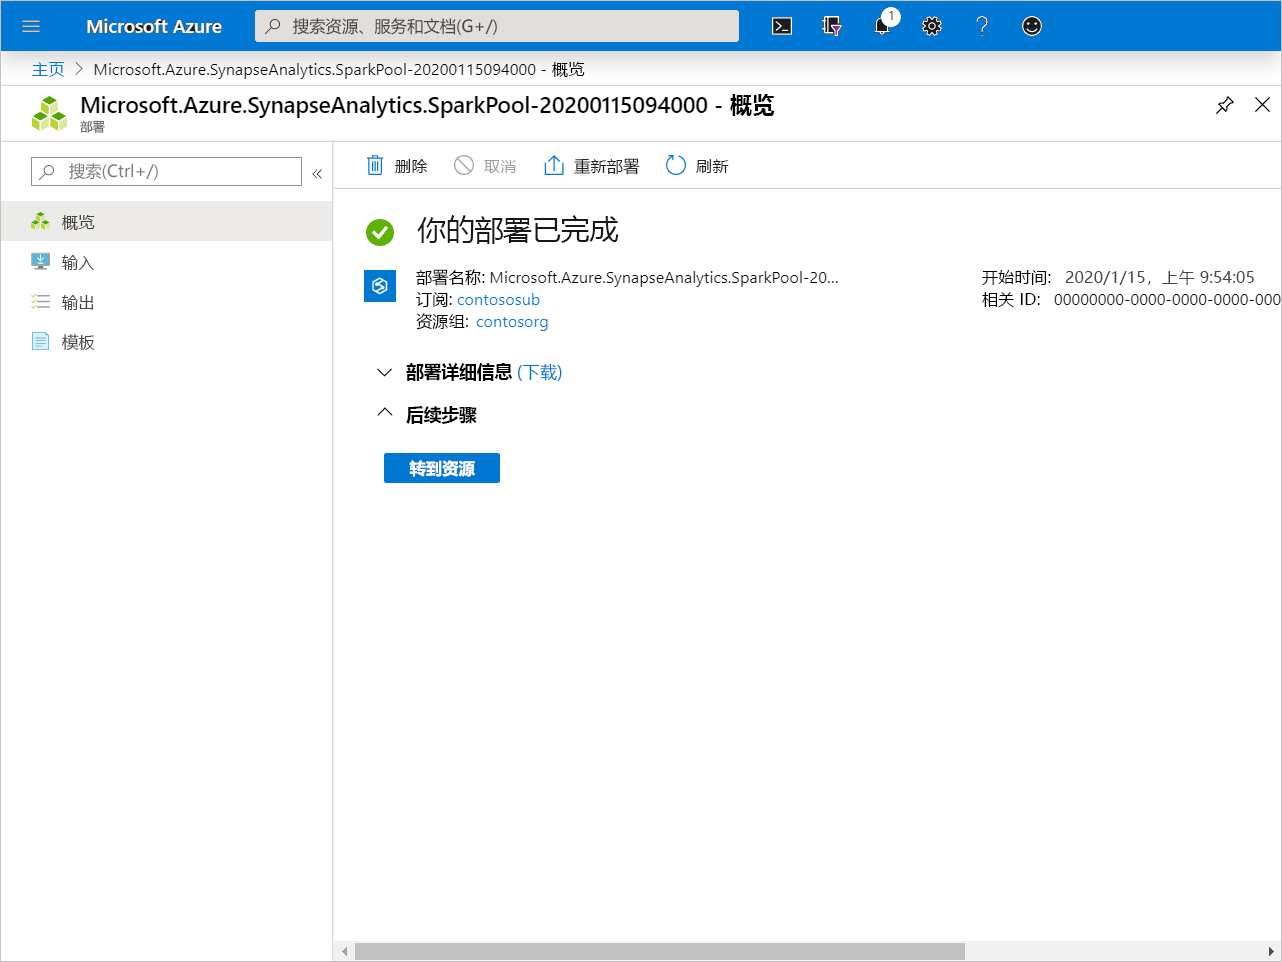 Microsoft Azure
搜索资源、服务和文档(G+/)
1
主页 > Microsoft.Azure.SynapseAnalytics.SparkPool-20200115094000 - 概览
Microsoft.Azure.SynapseAnalytics.SparkPool-20200115094000 - 概览
部署
搜索(Ctrl+/)
«
删除
取消
重新部署
刷新
概览
输入
输出
模板
你的部署已完成
部署名称: Microsoft.Azure.SynapseAnalytics.SparkPool-20...
订阅: contososub
资源组: contosorg
开始时间: 2020/1/15，上午 9:54:05
相关 ID: 00000000-0000-0000-0000-000
部署详细信息 (下载)
后续步骤
转到资源